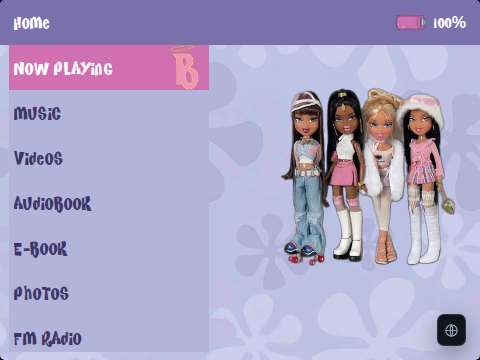 Home
100%
Now Playing
B
Music
Videos
AudioBook
E-Book
Photos
FM Radio